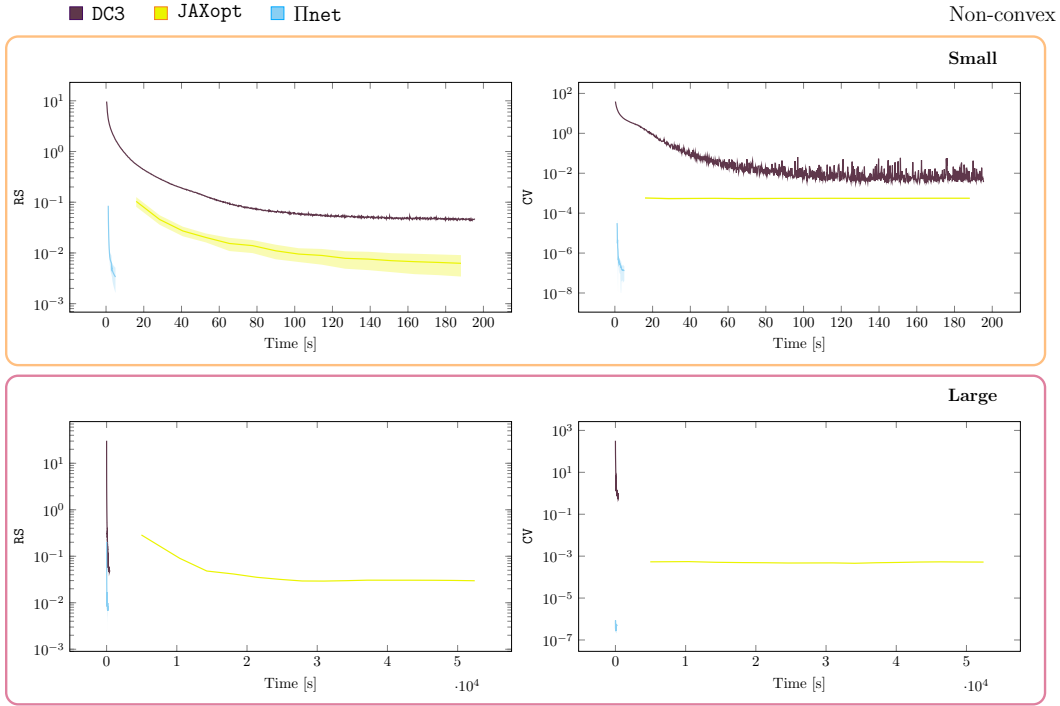 DC3 JAXopt Πnet Non-convex
Small
10^1
10^0
10^−1
10^−2
10^−3
RS
0 20 40 60 80 100 120 140 160 180 200
Time [s]
10^2
10^0
10^−2
10^−4
10^−6
10^−8
CV
0 20 40 60 80 100 120 140 160 180 200
Time [s]
Large
10^1
10^0
10^−1
10^−2
10^−3
RS
0 1 2 3 4 5
Time [s] ·10^4
10^3
10^1
10^−1
10^−3
10^−5
10^−7
CV
0 1 2 3 4 5
Time [s] ·10^4